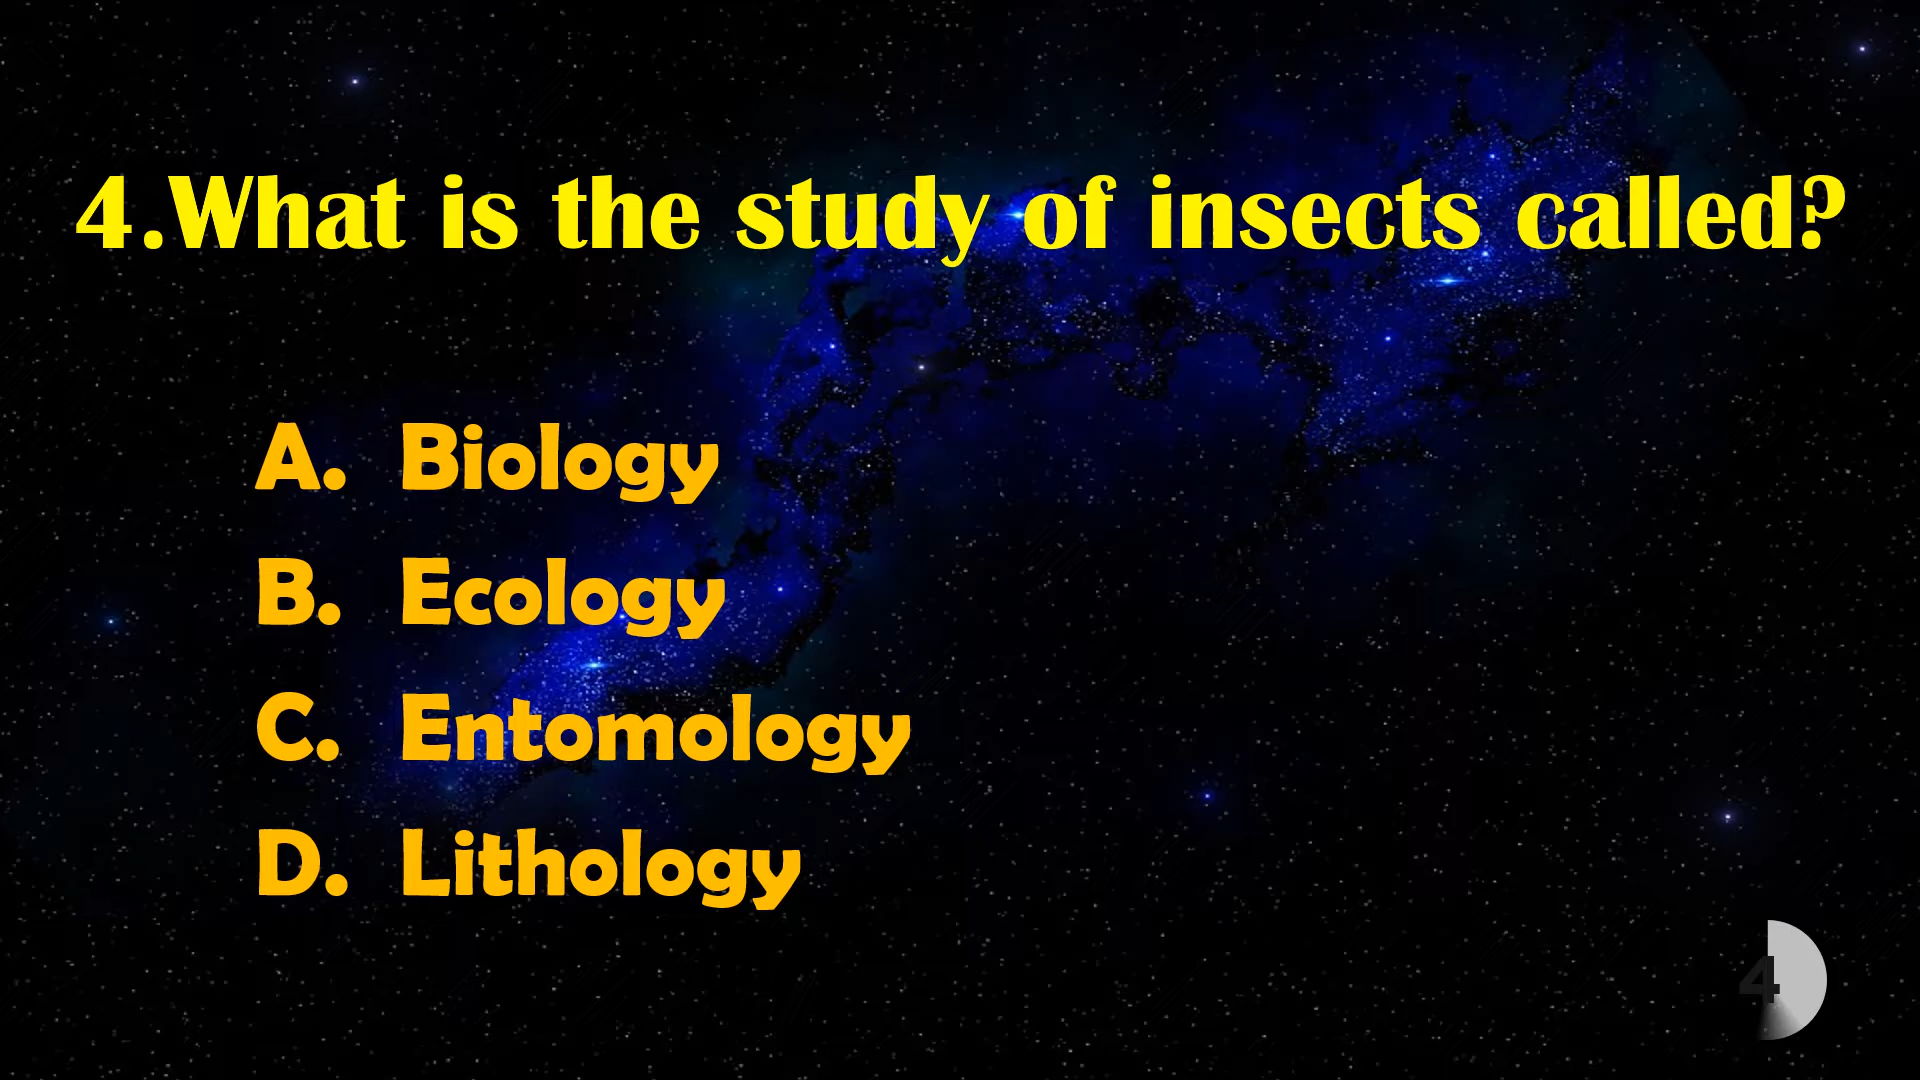 4.What is the study of insects called?
A. Biology
B. Ecology
C. Entomology
D. Lithology
4